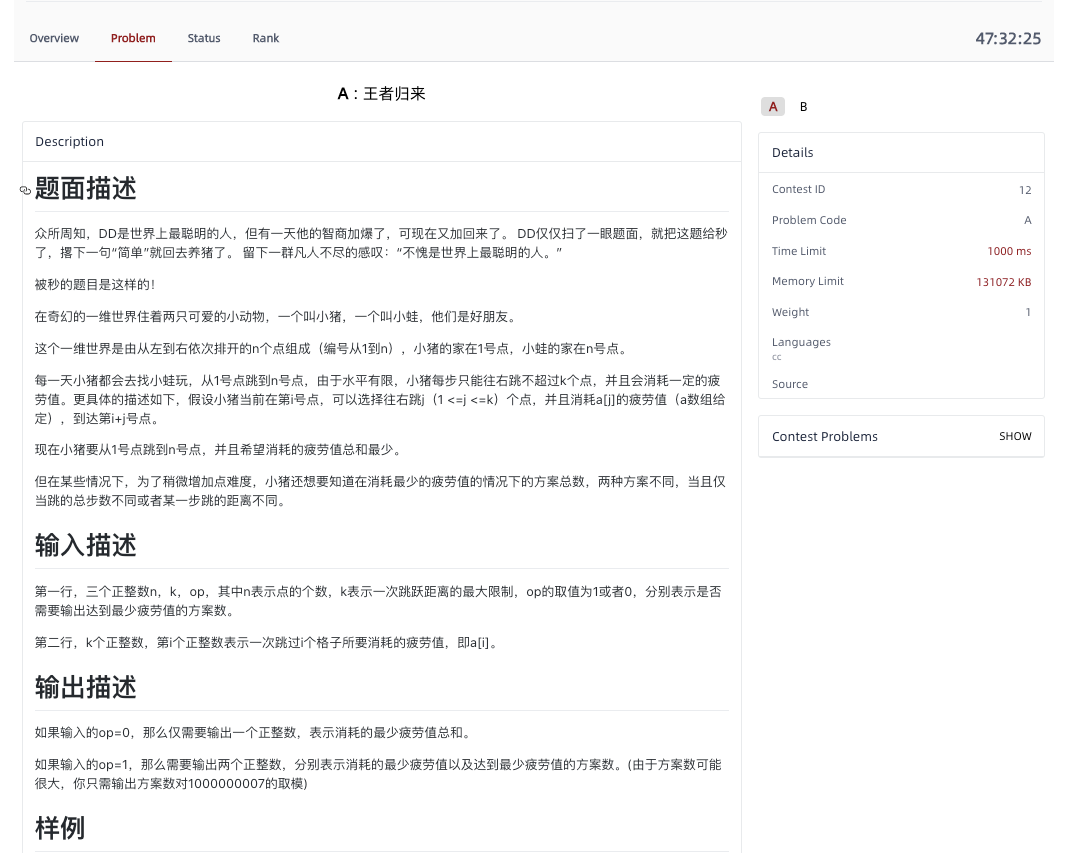 Overview Problem Status Rank 47:32:25
A : 王者归来
A B
Description
题面描述
众所周知，DD是世界上最聪明的人，但有一天他的智商加爆了，可现在又加回来了。 DD仅仅扫了一眼题面，就把这题给秒
了，撂下一句“简单”就回去养猪了。 留下一群凡人不尽的感叹：“不愧是世界上最聪明的人。”
被秒的题目是这样的！
在奇幻的一维世界住着两只可爱的小动物，一个叫小猪，一个叫小蛙，他们是好朋友。
这个一维世界是由从左到右依次排开的n个点组成（编号从1到n），小猪的家在1号点，小蛙的家在n号点。
每一天小猪都会去找小蛙玩，从1号点跳到n号点，由于水平有限，小猪每步只能往右跳不超过k个点，并且会消耗一定的疲
劳值。更具体的描述如下，假设小猪当前在第i号点，可以选择往右跳j（1 <=j <=k）个点，并且消耗a[j]的疲劳值（a数组给
定），到达第i+j号点。
现在小猪要从1号点跳到n号点，并且希望消耗的疲劳值总和最少。
但在某些情况下，为了稍微增加点难度，小猪还想要知道在消耗最少的疲劳值的情况下的方案总数，两种方案不同，当且仅
当跳的总步数不同或者某一步跳的距离不同。
输入描述
第一行，三个正整数n，k，op，其中n表示点的个数，k表示一次跳跃距离的最大限制，op的取值为1或者0，分别表示是否
需要输出达到最少疲劳值的方案数。
第二行，k个正整数，第i个正整数表示一次跳过i个格子所要消耗的疲劳值，即a[i]。
输出描述
如果输入的op=0，那么仅需要输出一个正整数，表示消耗的最少疲劳值总和。
如果输入的op=1，那么需要输出两个正整数，分别表示消耗的最少疲劳值以及达到最少疲劳值的方案数。(由于方案数可能
很大，你只需输出方案数对1000000007的取模)
样例
Details
Contest ID 12
Problem Code A
Time Limit 1000 ms
Memory Limit 131072 KB
Weight 1
Languages
cc
Source
Contest Problems SHOW